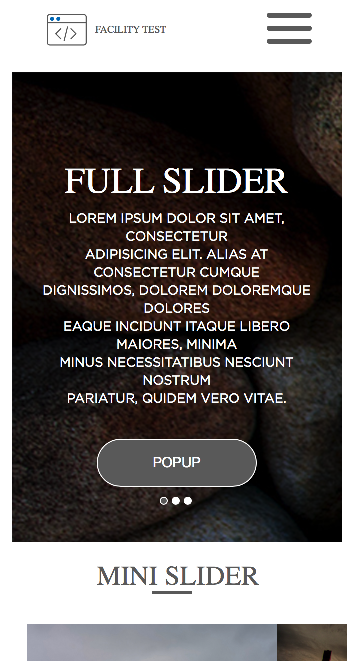 FACILITY TEST
FULL SLIDER
LOREM IPSUM DOLOR SIT AMET,
CONSECTETUR
ADIPISICING ELIT. ALIAS AT
CONSECTETUR CUMQUE
DIGNISSIMOS, DOLOREM DOLOREMQUE
DOLORES
EAQUE INCIDUNT ITAQUE LIBERO
MAIORES, MINIMA
MINUS NECESSITATIBUS NESCIUNT
NOSTRUM
PARIATUR, QUIDEM VERO VITAE.
POPUP
MINI SLIDER